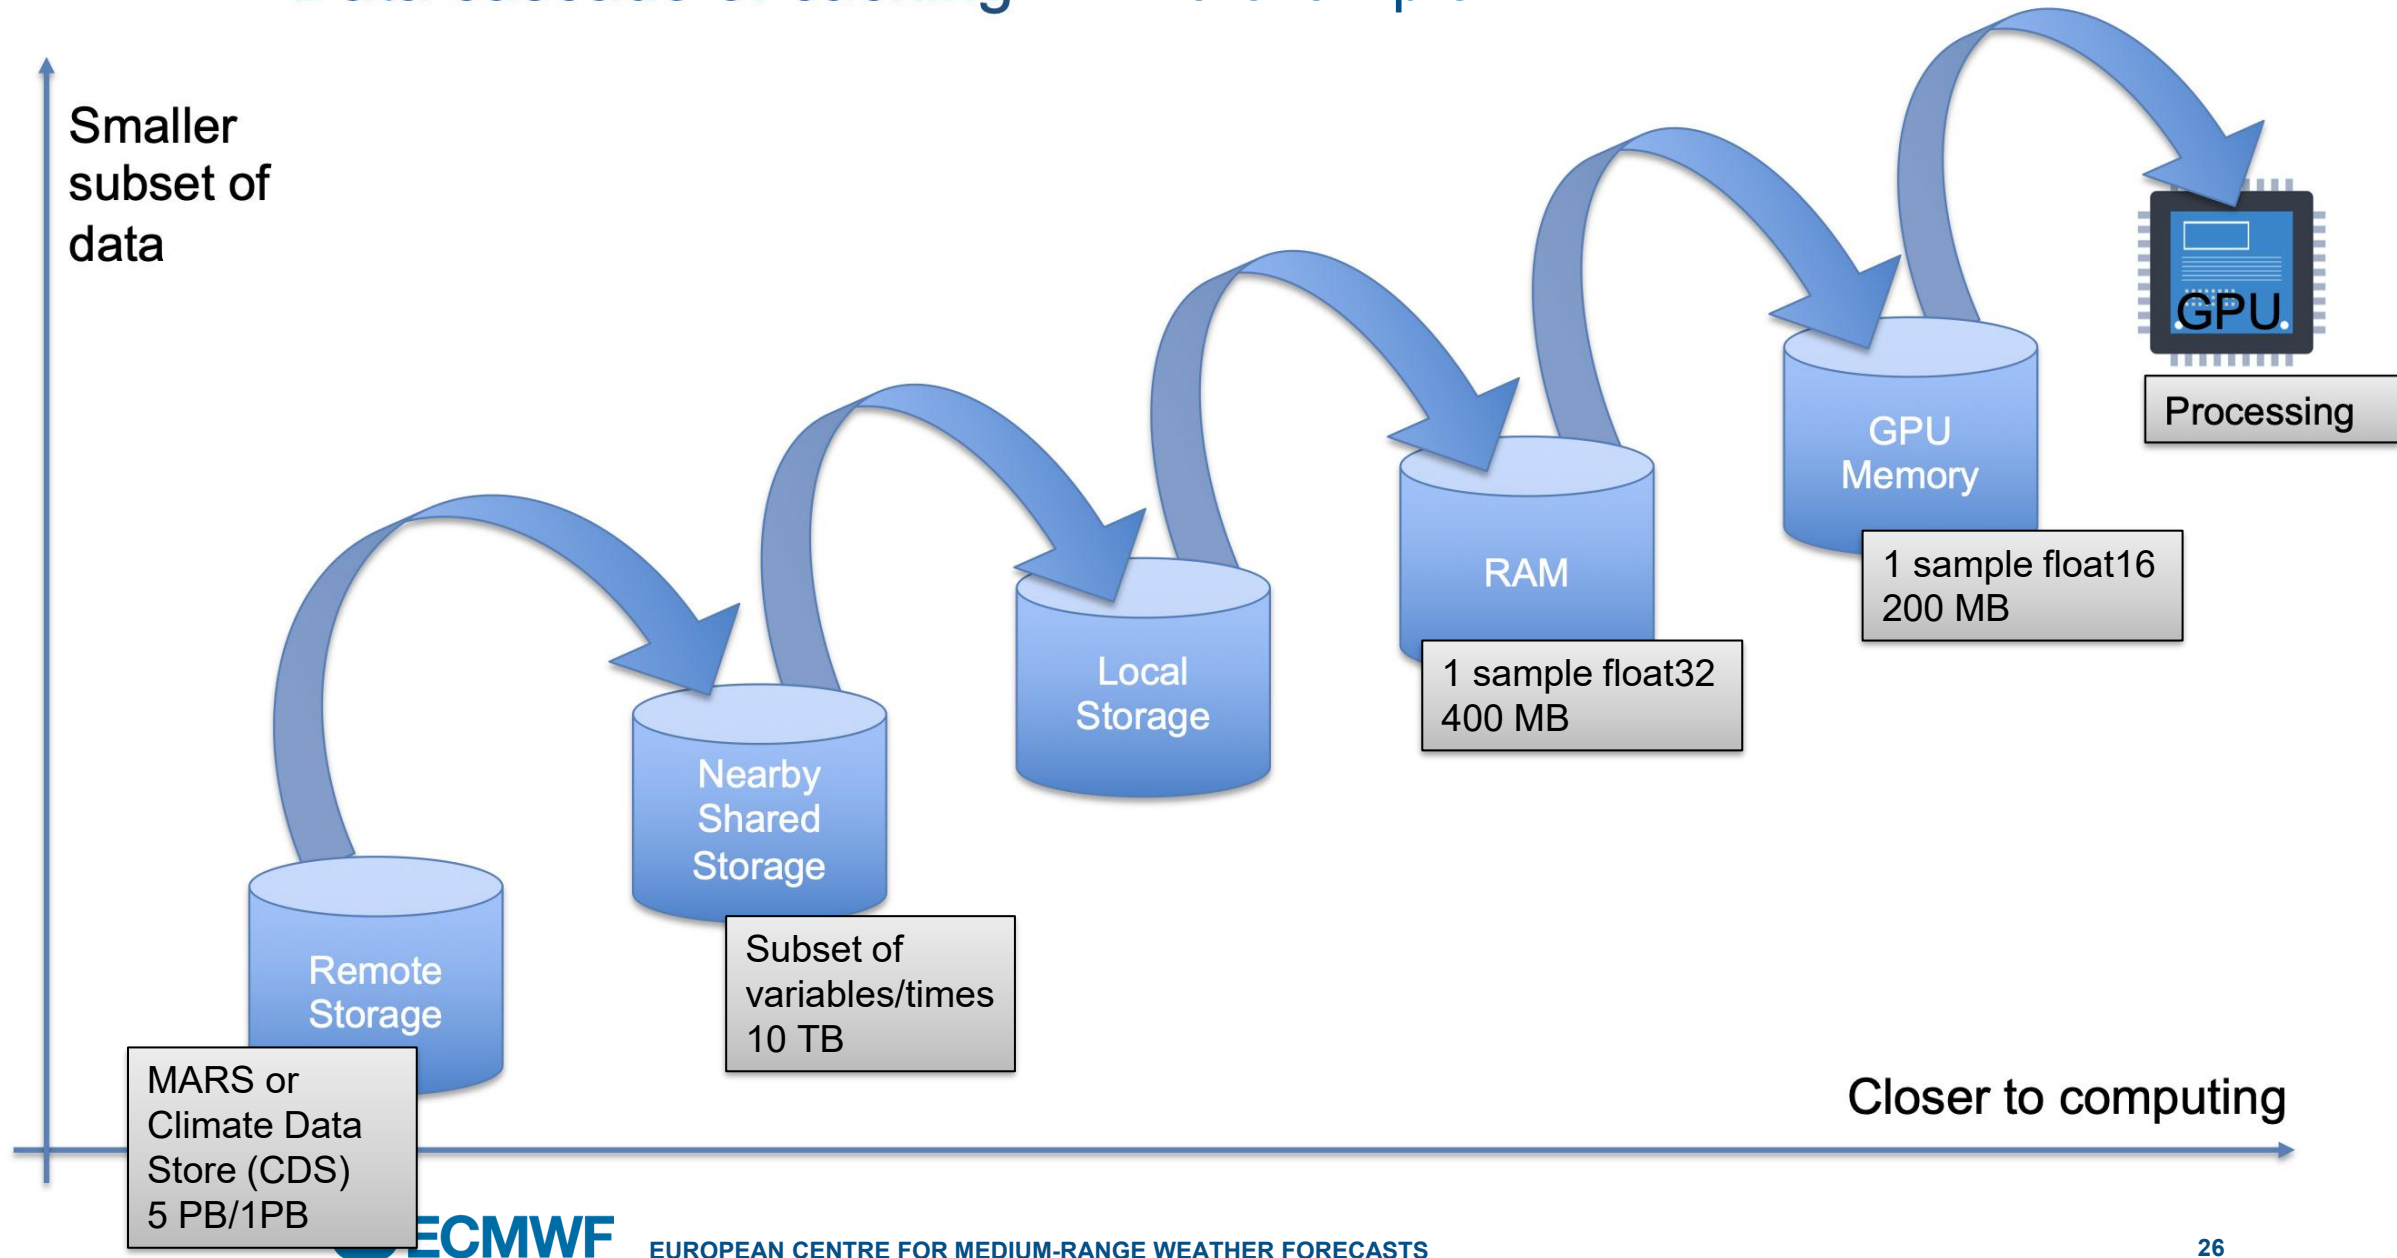 Smaller
subset of
data
GPU
Processing
GPU
Memory
1 sample float16
200 MB
RAM
1 sample float32
400 MB
Local
Storage
Nearby
Shared
Storage
Subset of
variables/times
10 TB
Remote
Storage
MARS or
Climate Data
Store (CDS)
5 PB/1PB
Closer to computing
ECMWF
EUROPEAN CENTRE FOR MEDIUM-RANGE WEATHER FORECASTS
26